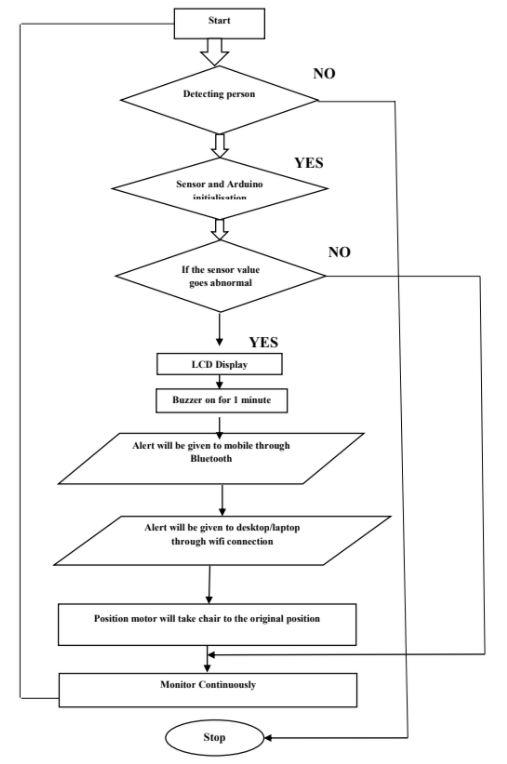 Start
NO
Detecting person
YES
Sensor and Arduino
initialisation
NO
If the sensor value
goes abnormal
YES
LCD Display
Buzzer on for 1 minute
Alert will be given to mobile through
Bluetooth
Alert will be given to desktop/laptop
through wifi connection
Position motor will take chair to the original position
Monitor Continuously
Stop